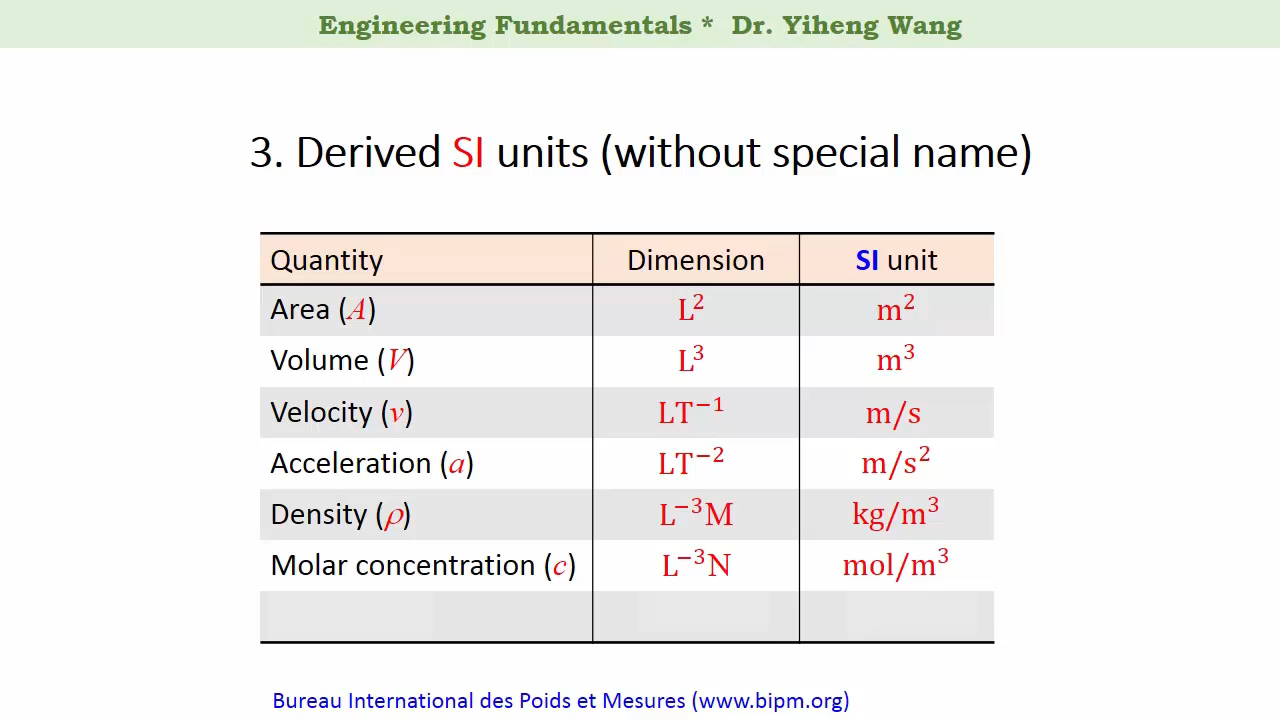 Engineering Fundamentals * Dr. Yiheng Wang
3. Derived SI units (without special name)
Quantity Dimension SI unit
Area (A) L² m²
Volume (V) L³ m³
Velocity (v) LT⁻¹ m/s
Acceleration (a) LT⁻² m/s²
Density (ρ) L⁻³M kg/m³
Molar concentration (c) L⁻³N mol/m³
Bureau International des Poids et Mesures (www.bipm.org)